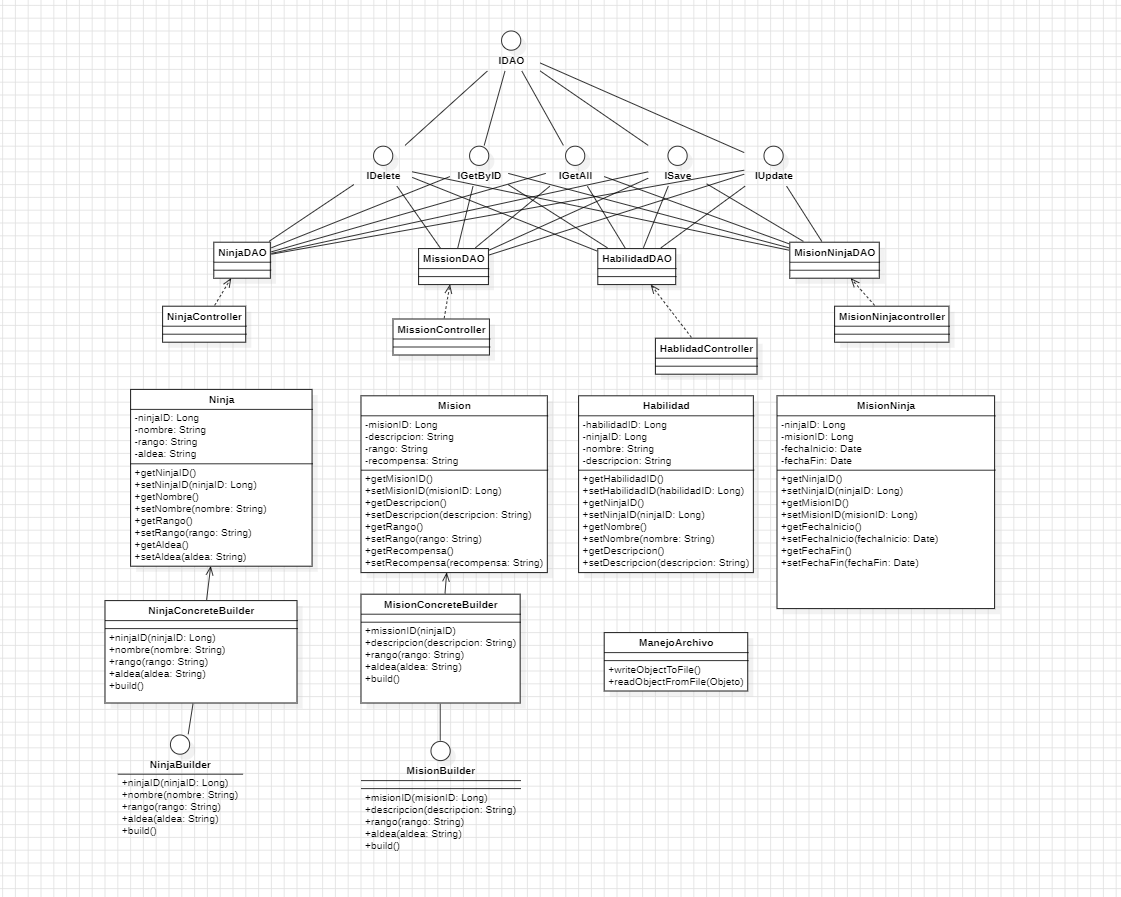 IDAO
IDelete
IGetByID
IGetAll
ISave
IUpdate
NinjaDAO
MissionDAO
HabilidadDAO
MisionNinjaDAO
NinjaController
MissionController
HablidadController
MisionNinjacontroller
Ninja
-ninjaID: Long
-nombre: String
-rango: String
-aldea: String
+getNinjaID()
+setNinjaID(ninjaID: Long)
+getNombre()
+setNombre(nombre: String)
+getRango()
+setRango(rango: String)
+getAldea()
+setAldea(aldea: String)
Mision
-misionID: Long
-descripcion: String
-rango: String
-recompensa: String
+getMisionID()
+setMisionID(misionID: Long)
+getDescripcion()
+setDescripcion(descripcion: String)
+getRango()
+setRango(rango: String)
+getRecompensa()
+setRecompensa(recompensa: String)
Habilidad
-habilidadID: Long
-ninjaID: Long
-nombre: String
-descripcion: String
+getHabilidadID()
+setHabilidadID(habilidadID: Long)
+getNinjaID()
+setNinjaID(ninjaID: Long)
+getNombre()
+setNombre(nombre: String)
+getDescripcion()
+setDescripcion(descripcion: String)
MisionNinja
-ninjaID: Long
-misionID: Long
-fechaInicio: Date
-fechaFin: Date
+getNinjaID()
+setNinjaID(ninjaID: Long)
+getMisionID()
+setMisionID(misionID: Long)
+getFechaInicio()
+setFechaInicio(fechaInicio: Date)
+getFechaFin()
+setFechaFin(fechaFin: Date)
NinjaConcreteBuilder
+ninjaID(ninjaID: Long)
+nombre(nombre: String)
+rango(rango: String)
+aldea(aldea: String)
+build()
MisionConcreteBuilder
+missionID(ninjaID)
+descripcion(descripcion: String)
+rango(rango: String)
+aldea(aldea: String)
+build()
ManejoArchivo
+writeObjectToFile()
+readObjectFromFile(Objeto)
NinjaBuilder
+ninjaID(ninjaID: Long)
+nombre(nombre: String)
+rango(rango: String)
+aldea(aldea: String)
+build()
MisionBuilder
+misionID(misionID: Long)
+descripcion(descripcion: String)
+rango(rango: String)
+aldea(aldea: String)
+build()